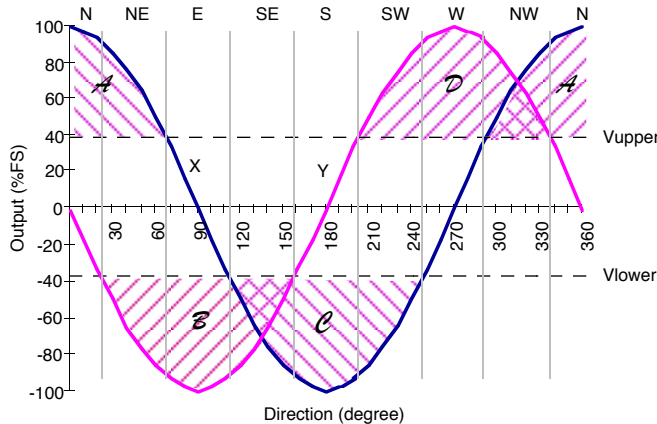 N NE E SE S SW W NW N
100
80
60
40
20
0
-20
-40
-60
-80
-100
Output (%FS)
A D A
Vupper
X Y
30 60 90 120 150 180 210 240 270 300 330 360
Vlower
B C
Direction (degree)